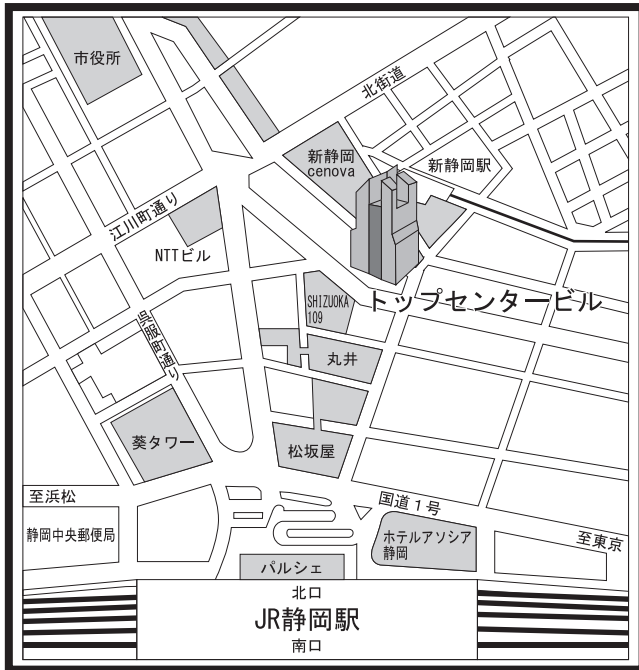 市役所
北街道
新静岡
cenova
新静岡駅
江川町通り
NTTビル
SHIZUOKA
109
トップセンタービル
呉服町通り
丸井
葵タワー
松坂屋
至浜松
国道1号
静岡中央郵便局
ホテルアソシア
静岡
至東京
パルシェ
北口
JR静岡駅
南口